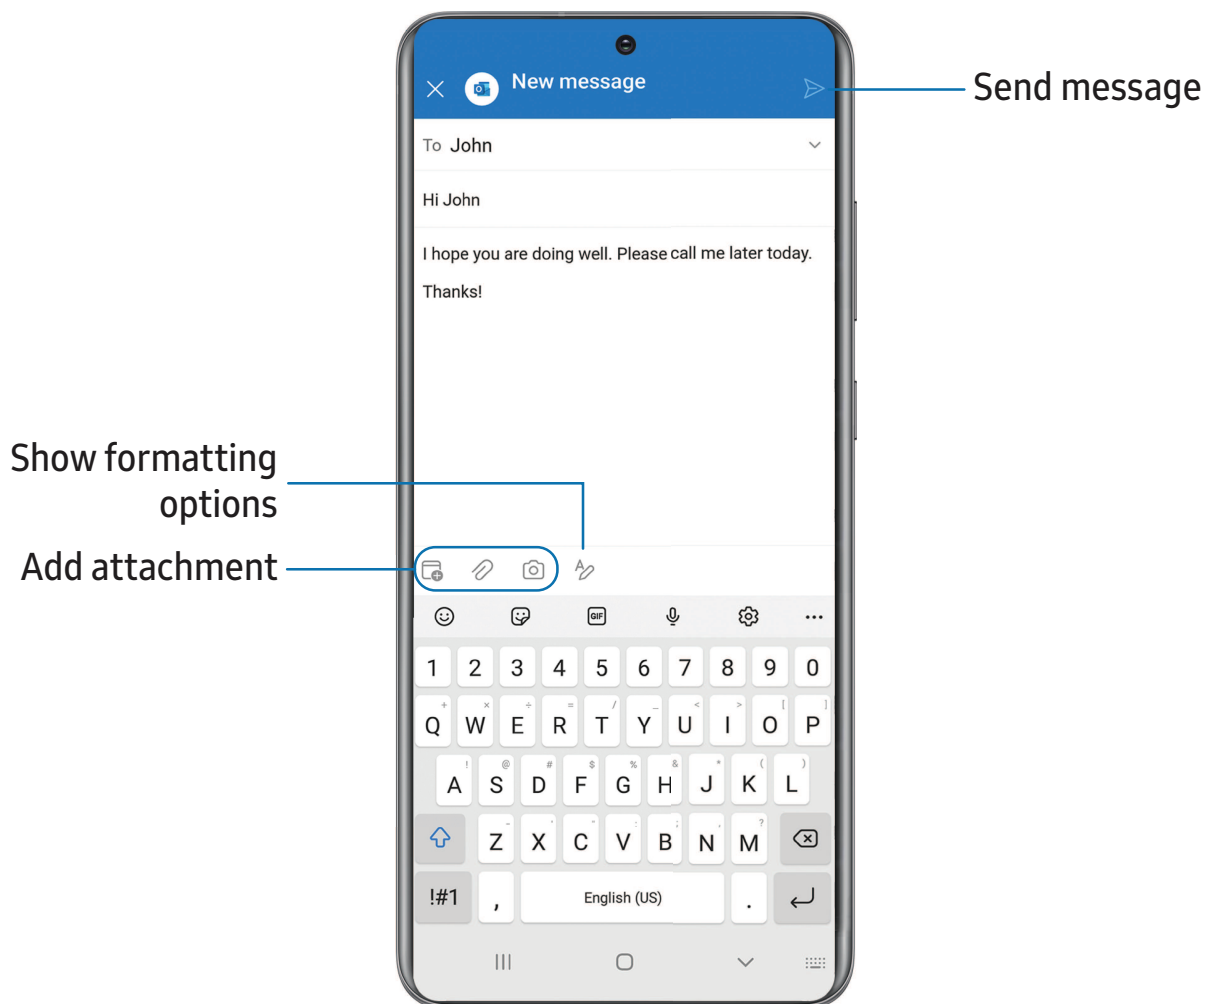 New message
Send message
To John
Hi John
I hope you are doing well. Please call me later today.
Thanks!
Show formatting
options
Add attachment
GIF
1 2 3 4 5 6 7 8 9 0
+ × ÷ = / _ < > [ ]
Q W E R T Y U I O P
! @ # $ % & * ( )
A S D F G H J K L
- ' " : ; , ?
Z X C V B N M
!#1 , English (US) .